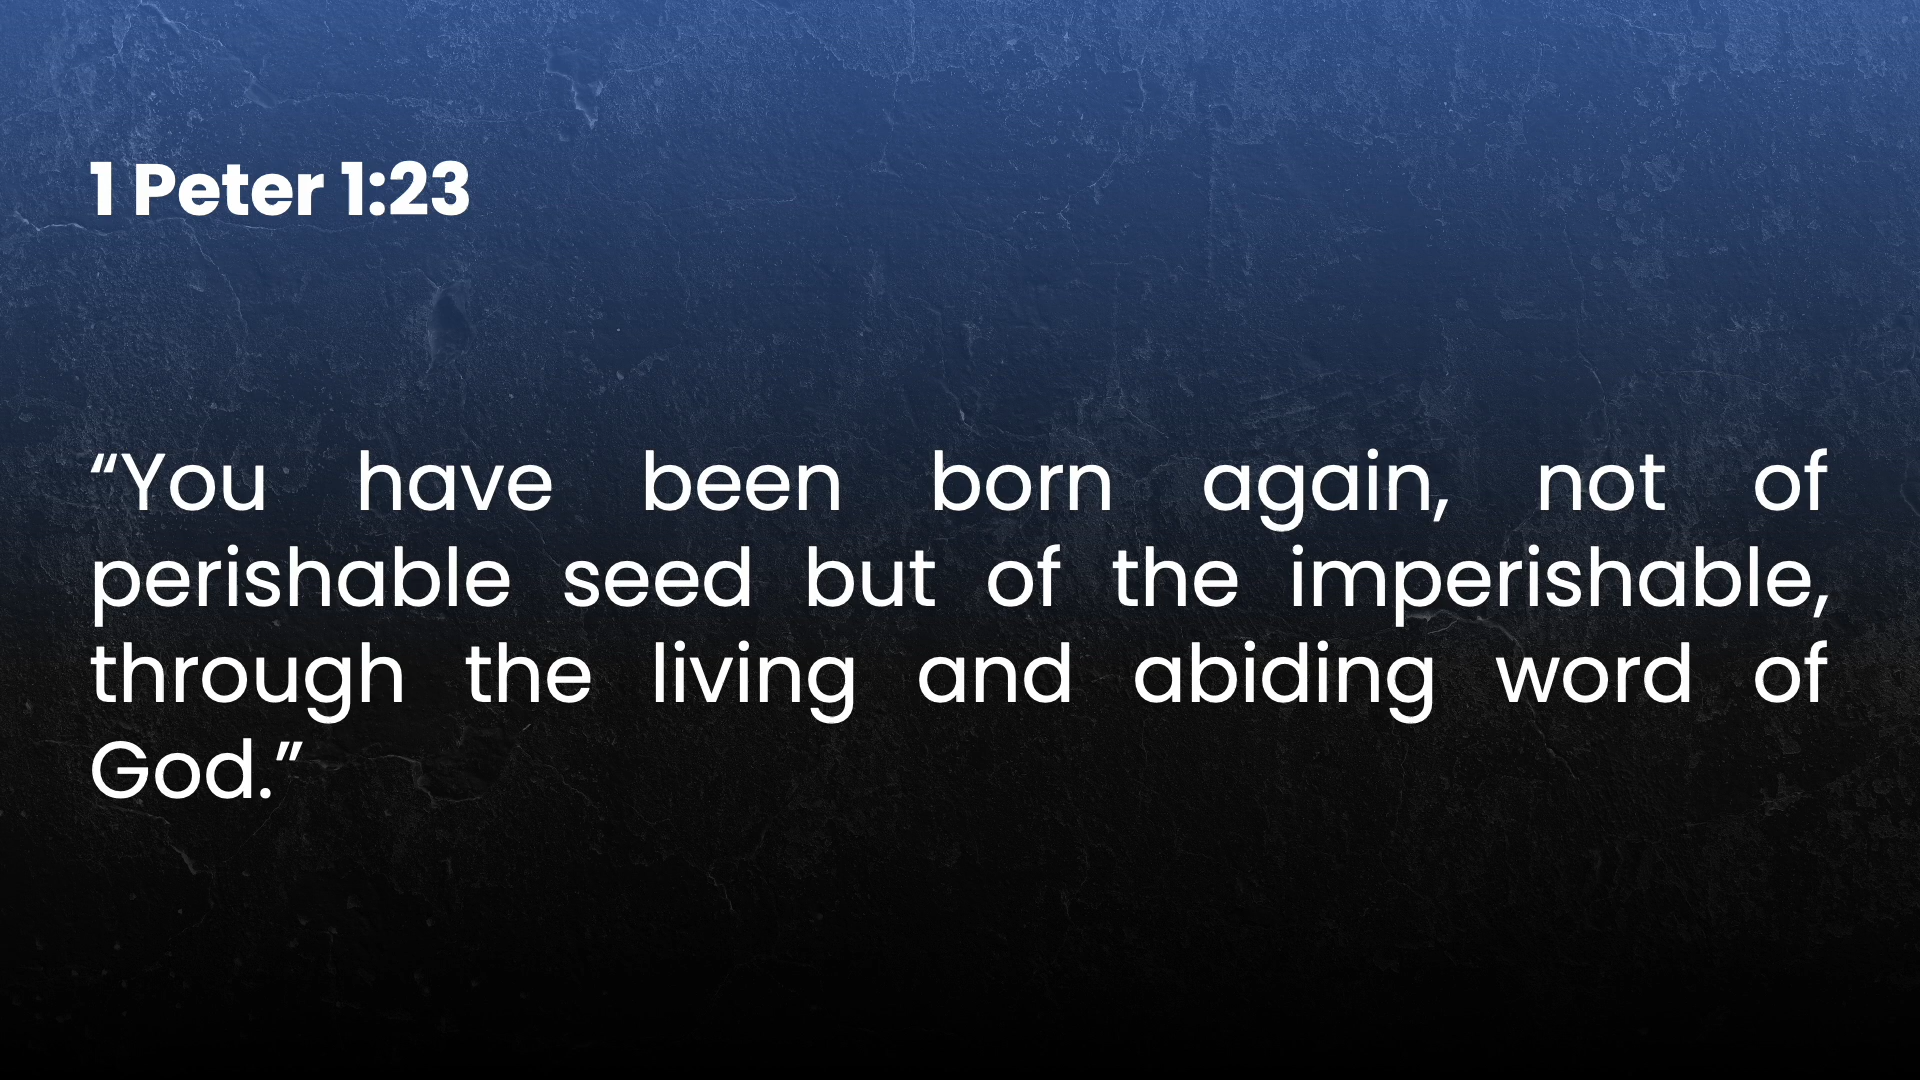 1 Peter 1:23
“You have been born again, not of
perishable seed but of the imperishable,
through the living and abiding word of
God.”